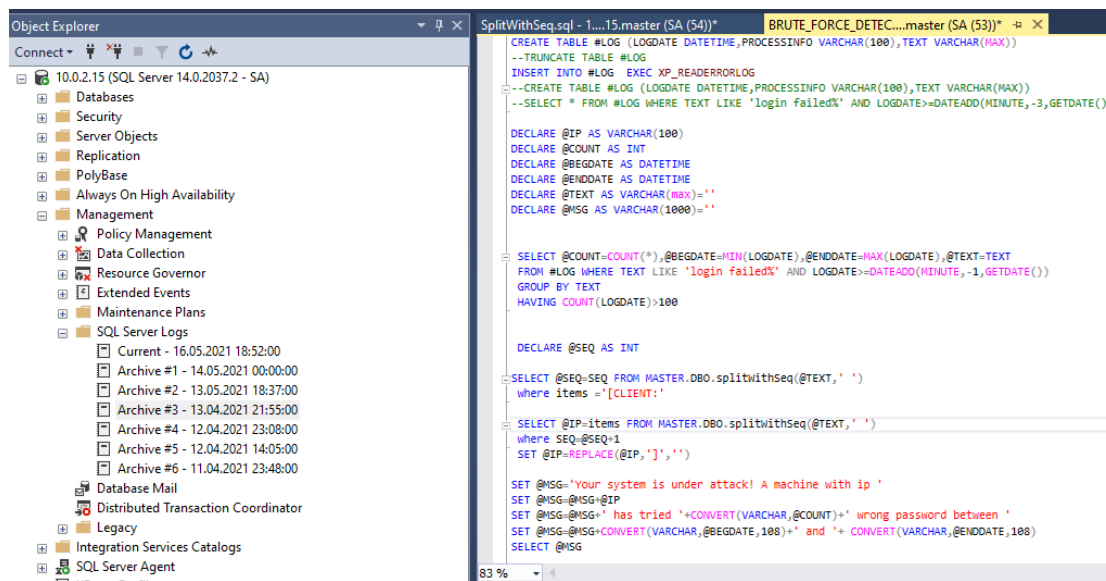 Object Explorer
Connect
10.0.2.15 (SQL Server 14.0.2037.2 - SA)
Databases
Security
Server Objects
Replication
PolyBase
Always On High Availability
Management
Policy Management
Data Collection
Resource Governor
Extended Events
Maintenance Plans
SQL Server Logs
Current - 16.05.2021 18:52:00
Archive #1 - 14.05.2021 00:00:00
Archive #2 - 13.05.2021 18:37:00
Archive #3 - 13.04.2021 21:55:00
Archive #4 - 12.04.2021 23:08:00
Archive #5 - 12.04.2021 14:05:00
Archive #6 - 11.04.2021 23:48:00
Database Mail
Distributed Transaction Coordinator
Legacy
Integration Services Catalogs
SQL Server Agent
SplitWithSeq.sql - 1....15.master (SA (54))*
BRUTE_FORCE_DETEC....master (SA (53))*
CREATE TABLE #LOG (LOGDATE DATETIME,PROCESSINFO VARCHAR(100),TEXT VARCHAR(MAX))
--TRUNCATE TABLE #LOG
INSERT INTO #LOG  EXEC XP_READERRORLOG
--CREATE TABLE #LOG (LOGDATE DATETIME,PROCESSINFO VARCHAR(100),TEXT VARCHAR(MAX))
--SELECT * FROM #LOG WHERE TEXT LIKE 'login failed%' AND LOGDATE>=DATEADD(MINUTE,-3,GETDATE()
DECLARE @IP AS VARCHAR(100)
DECLARE @COUNT AS INT
DECLARE @BEGDATE AS DATETIME
DECLARE @ENDDATE AS DATETIME
DECLARE @TEXT AS VARCHAR(max)=''
DECLARE @MSG AS VARCHAR(1000)=''
SELECT @COUNT=COUNT(*),@BEGDATE=MIN(LOGDATE),@ENDDATE=MAX(LOGDATE),@TEXT=TEXT
FROM #LOG WHERE TEXT LIKE 'login failed%' AND LOGDATE>=DATEADD(MINUTE,-1,GETDATE())
GROUP BY TEXT
HAVING COUNT(LOGDATE)>100
DECLARE @SEQ AS INT
SELECT @SEQ=SEQ FROM MASTER.DBO.splitWithSeq(@TEXT,' ')
where items ='[CLIENT:'
SELECT @IP=items FROM MASTER.DBO.splitWithSeq(@TEXT,' ')
where SEQ=@SEQ+1
SET @IP=REPLACE(@IP,']','')
SET @MSG='Your system is under attack! A machine with ip '
SET @MSG=@MSG+@IP
SET @MSG=@MSG+' has tried '+CONVERT(VARCHAR,@COUNT)+' wrong password between '
SET @MSG=@MSG+CONVERT(VARCHAR,@BEGDATE,108)+' and '+ CONVERT(VARCHAR,@ENDDATE,108)
SELECT @MSG
83 %